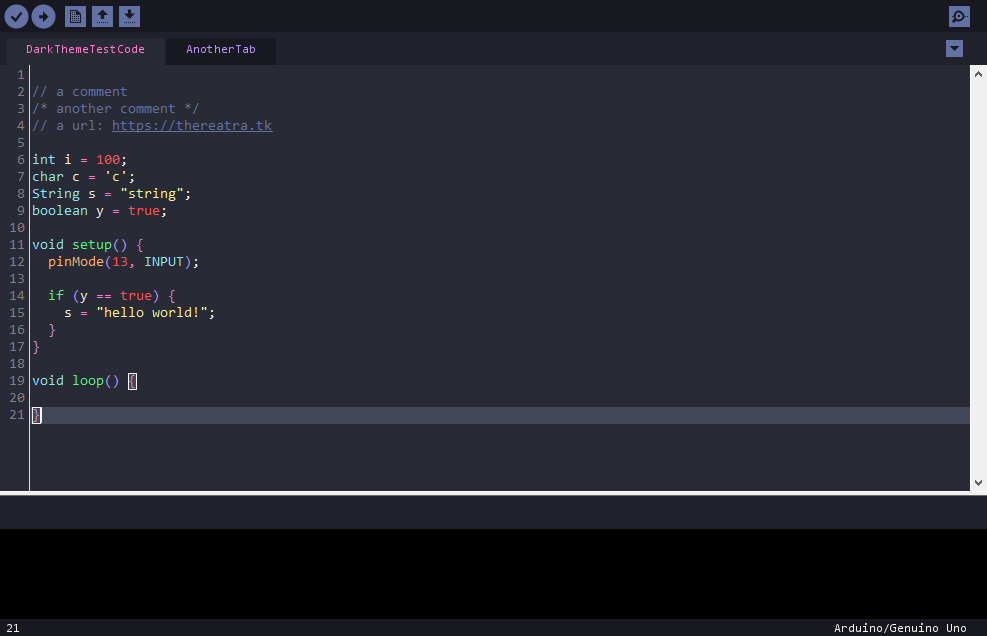 DarkThemeTestCode AnotherTab
1
2 // a comment
3 /* another comment */
4 // a url: https://thereatra.tk
5
6 int i = 100;
7 char c = 'c';
8 String s = "string";
9 boolean y = true;
10
11 void setup() {
12   pinMode(13, INPUT);
13
14   if (y == true) {
15     s = "hello world!";
16   }
17 }
18
19 void loop() {
20
21 }
21 Arduino/Genuino Uno